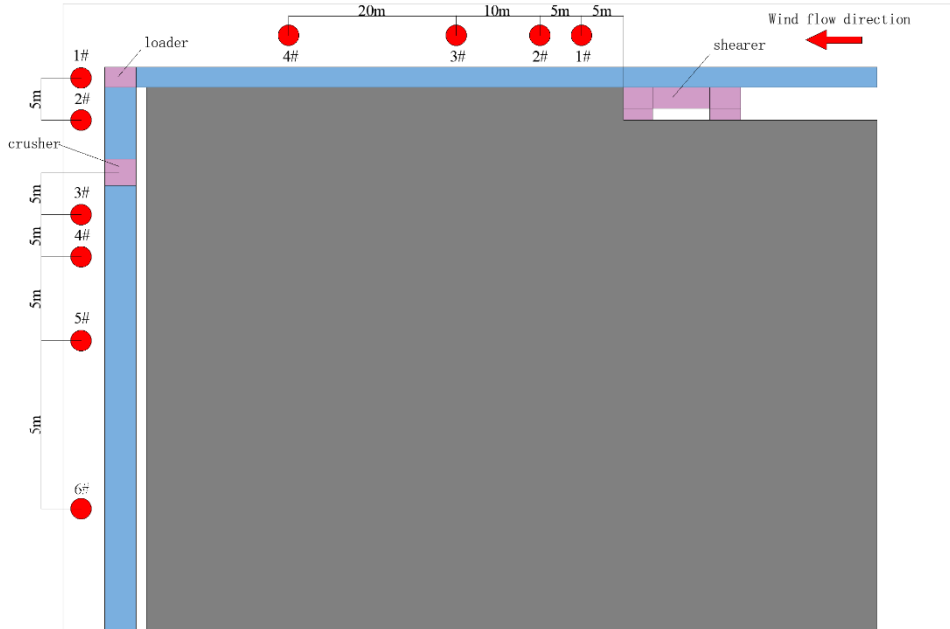 20m 10m 5m 5m
Wind flow direction
4# 3# 2# 1#
shearer
loader
1#
5m
2#
crusher
5m
3#
5m
4#
5m
5#
5m
6#